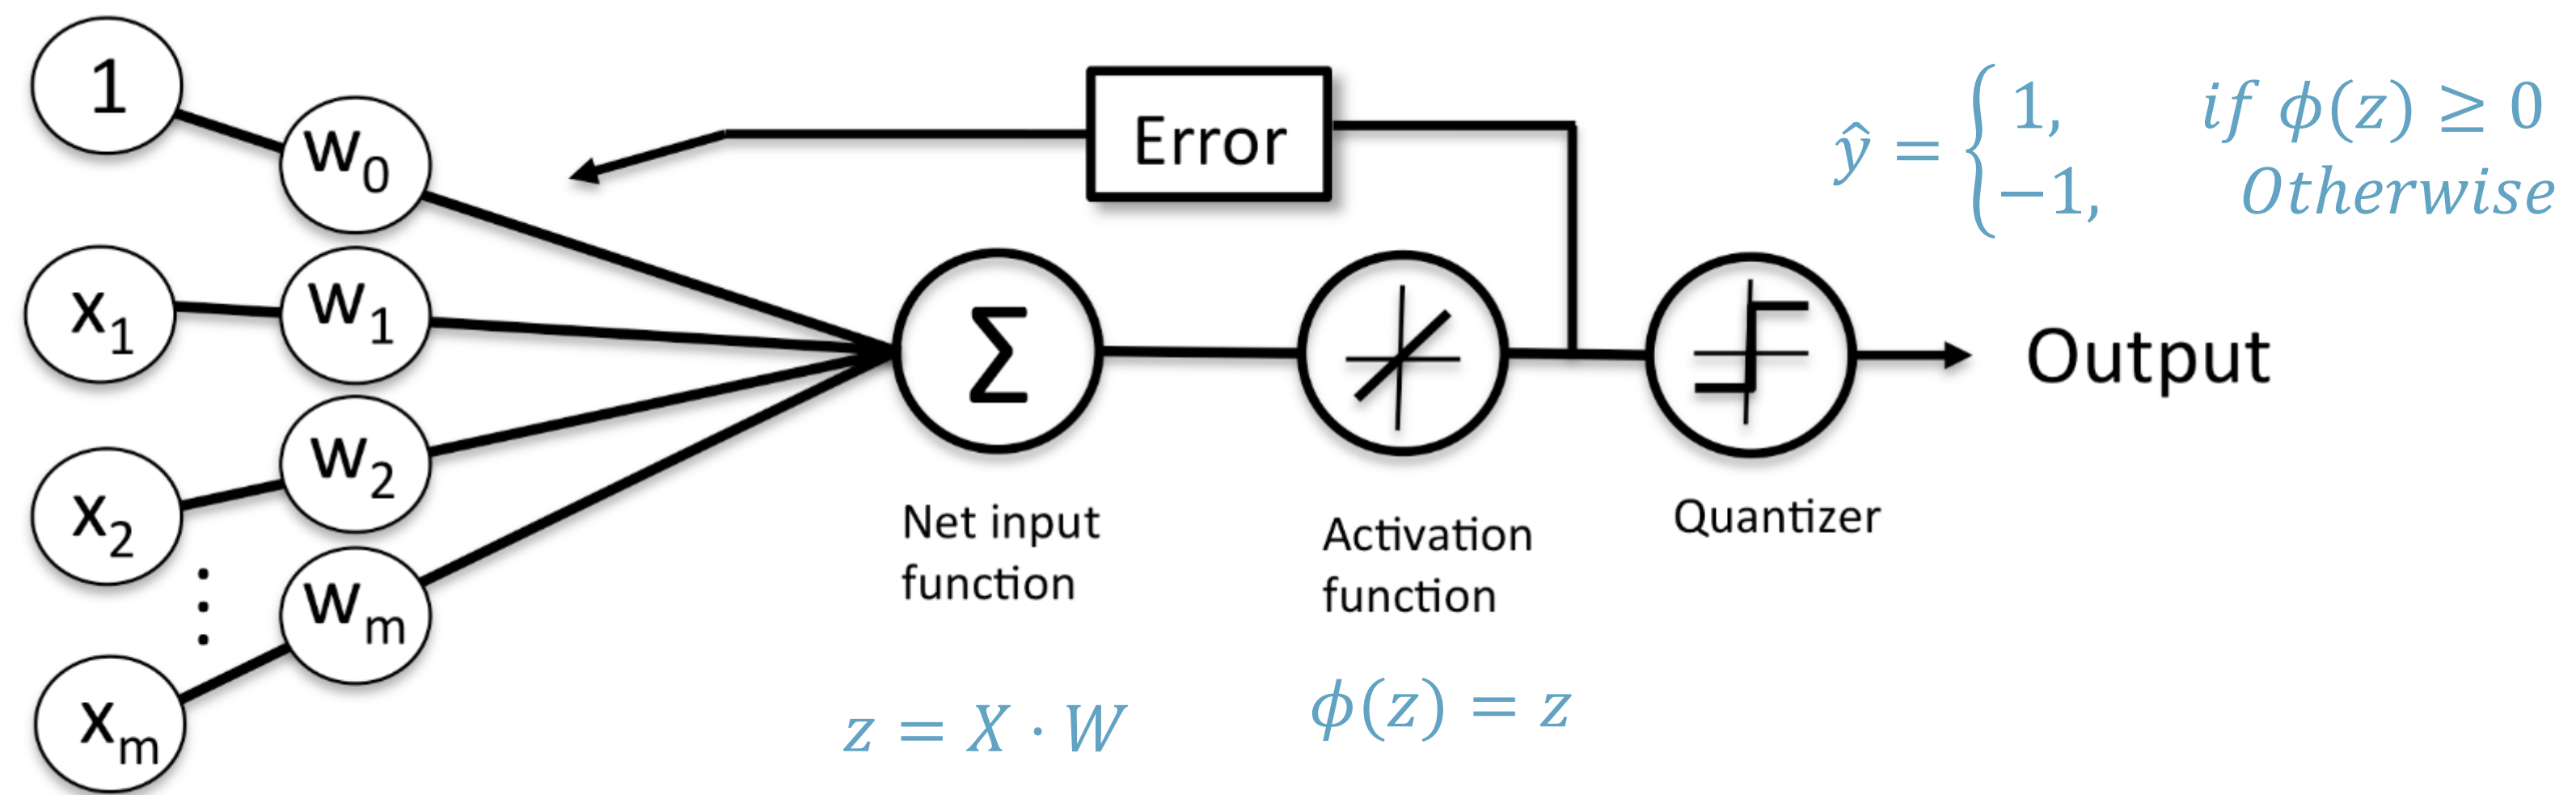 1
w0
x1
w1
x2
w2
⋮
xm
wm
Error
Σ
Net input
function
z = X · W
Activation
function
ϕ(z) = z
Quantizer
Output
ŷ = { 1, if ϕ(z) ≥ 0
−1, Otherwise